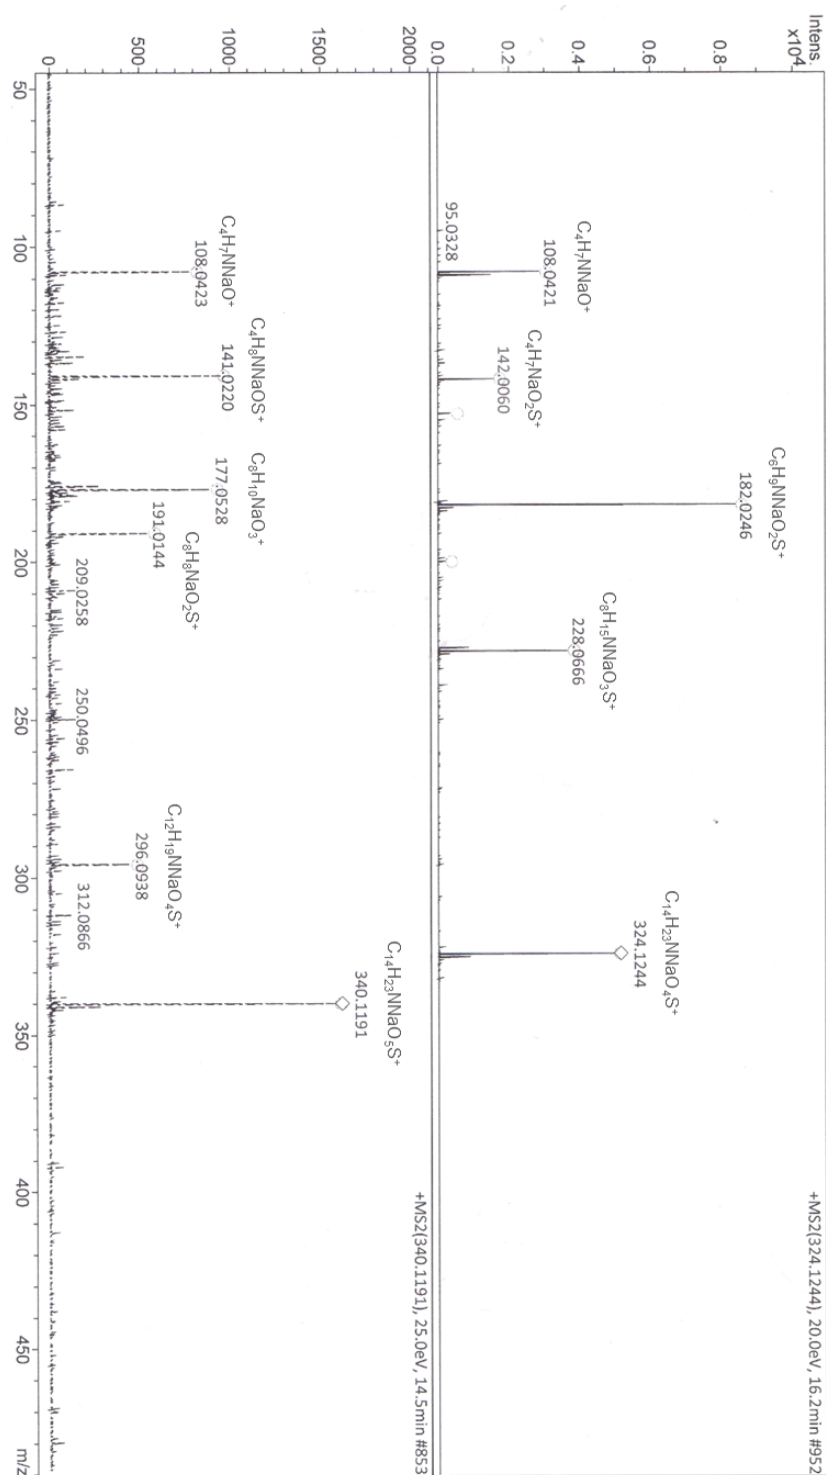 Intens.
x10⁴
+MS2(324.1244), 20.0eV, 16.2min #952
0.8
0.6
0.4
0.2
0.0
95.0328
C₄H₇NNaO⁺
108.0421
C₄H₇NaO₂S⁺
142.0060
C₆H₉NNaO₂S⁺
182.0246
C₈H₁₅NNaO₃S⁺
228.0666
C₁₄H₂₃NNaO₄S⁺
324.1244
+MS2(340.1191), 25.0eV, 14.5min #853
2000
1500
1000
500
0
C₄H₇NNaO⁺
108.0423
C₄H₈NNaOS⁺
141.0220
C₈H₁₀NaO₃⁺
177.0528
C₈H₈NaO₂S⁺
191.0144
209.0258
250.0496
C₁₂H₁₉NNaO₄S⁺
296.0938
312.0866
C₁₄H₂₃NNaO₅S⁺
340.1191
50 100 150 200 250 300 350 400 450 m/z